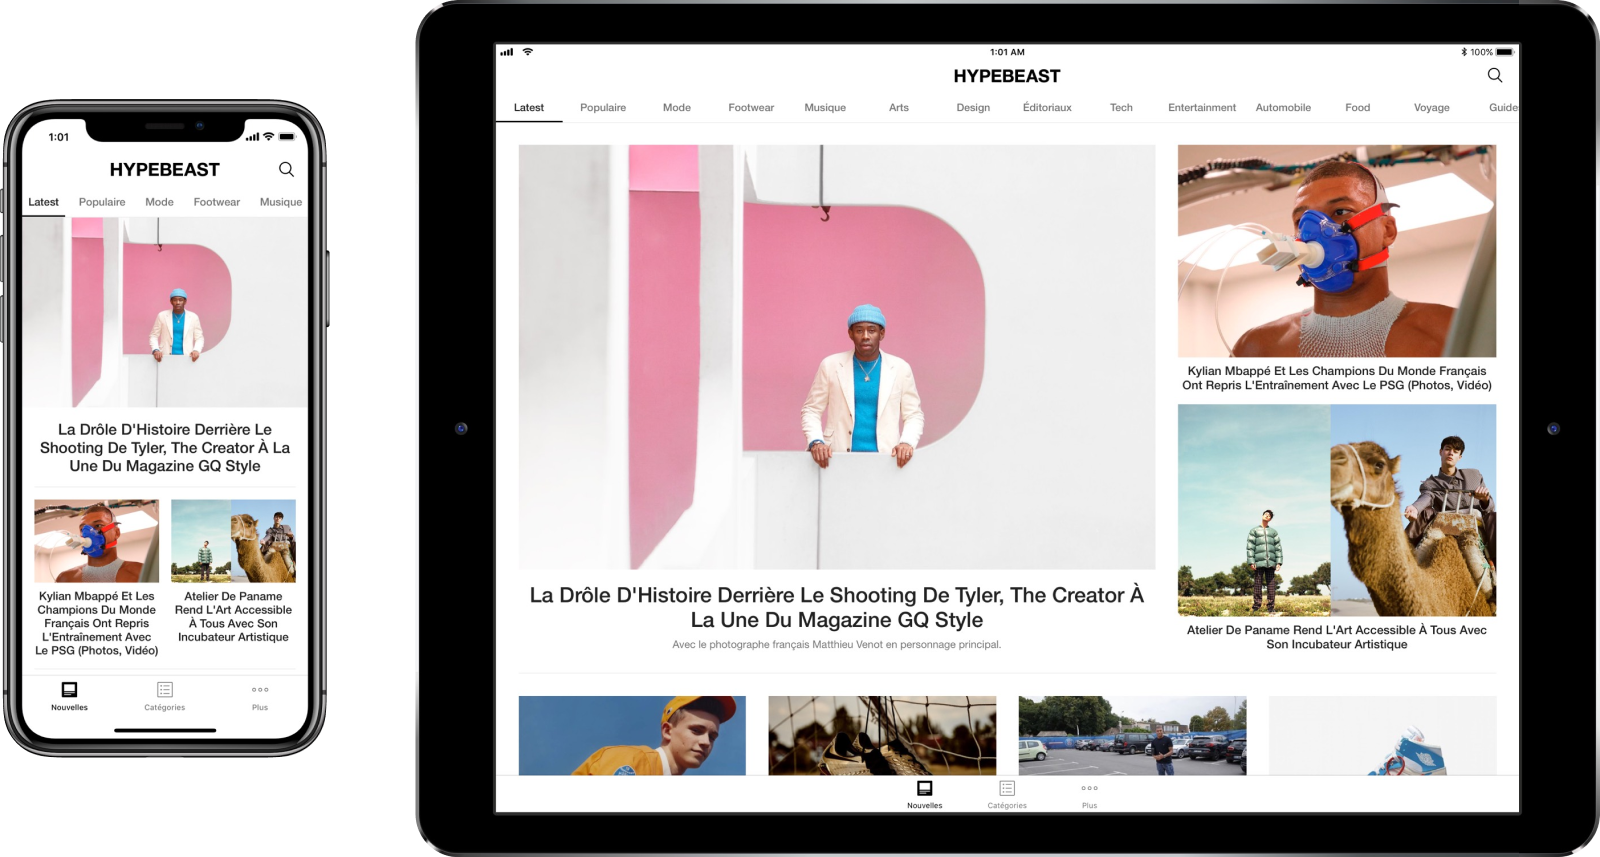 1:01
HYPEBEAST
Latest Populaire Mode Footwear Musique
La Drôle D'Histoire Derrière Le
Shooting De Tyler, The Creator À La
Une Du Magazine GQ Style
Kylian Mbappé Et Les
Champions Du Monde
Français Ont Repris
L'Entraînement Avec
Le PSG (Photos, Vidéo)
Atelier De Paname
Rend L'Art Accessible
À Tous Avec Son
Incubateur Artistique
Nouvelles Catégories Plus
1:01 AM 100%
HYPEBEAST
Latest Populaire Mode Footwear Musique Arts Design Éditoriaux Tech Entertainment Automobile Food Voyage Guide
La Drôle D'Histoire Derrière Le Shooting De Tyler, The Creator À
La Une Du Magazine GQ Style
Avec le photographe français Matthieu Venot en personnage principal.
Kylian Mbappé Et Les Champions Du Monde Français
Ont Repris L'Entraînement Avec Le PSG (Photos, Vidéo)
Atelier De Paname Rend L'Art Accessible À Tous Avec
Son Incubateur Artistique
Nouvelles Catégories Plus